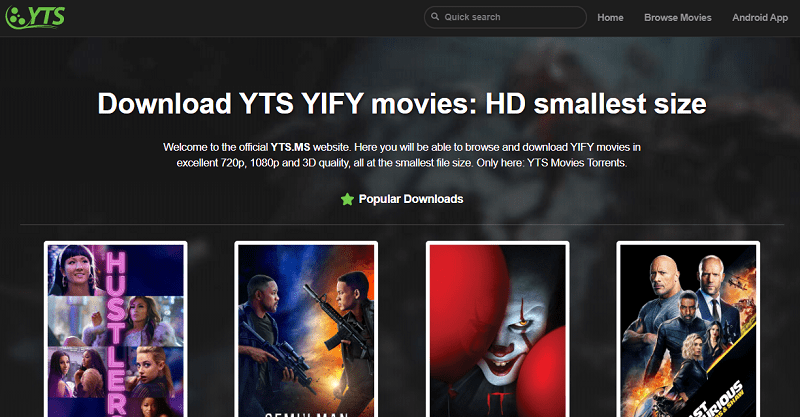 YTS
Quick search
Home
Browse Movies
Android App
Download YTS YIFY movies: HD smallest size
Welcome to the official YTS.MS website. Here you will be able to browse and download YIFY movies in
excellent 720p, 1080p and 3D quality, all at the smallest file size. Only here: YTS Movies Torrents.
Popular Downloads
HUSTLER
GEMINI MAN
IT
FAST
FURIOUS